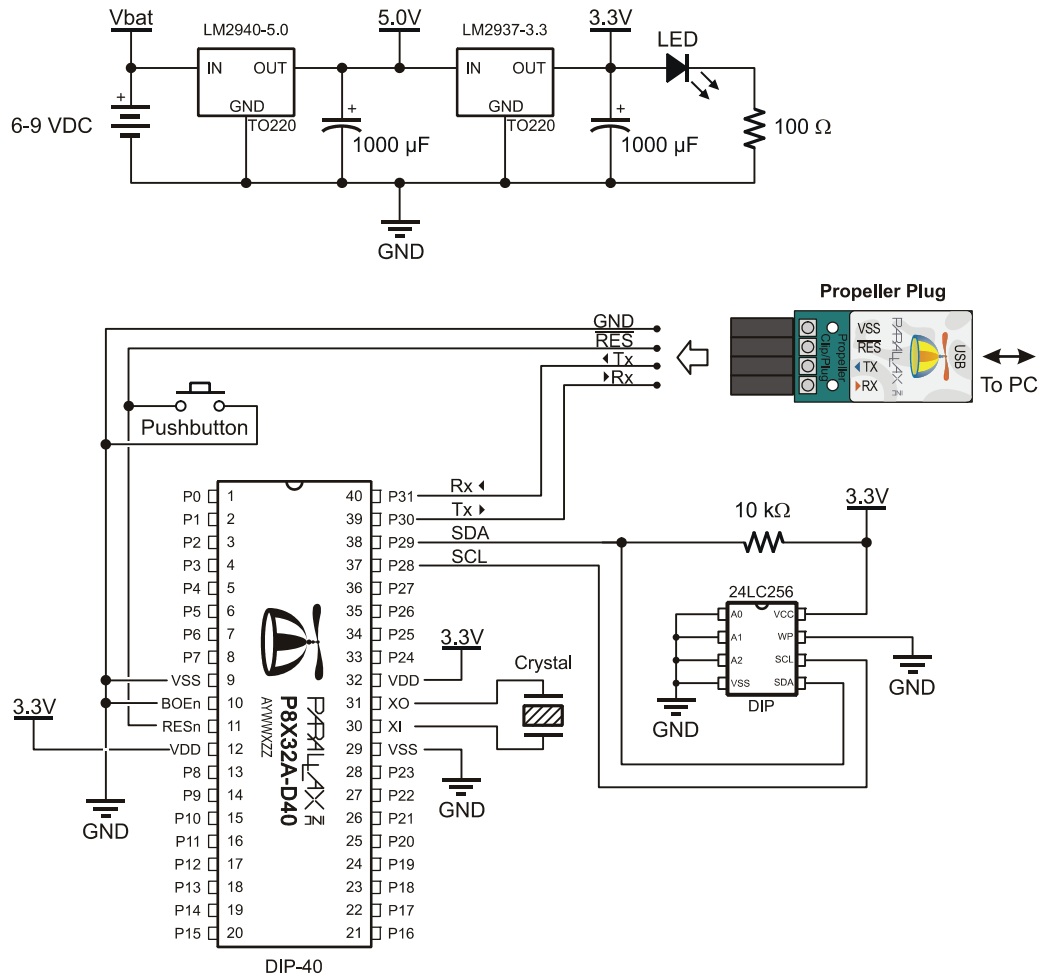 Vbat
5.0V
3.3V
LM2940-5.0
LM2937-3.3
LED
IN OUT
IN OUT
+
+
+
GND
GND
TO220
TO220
6-9 VDC
1000 µF
1000 µF
100 Ω
GND
Propeller Plug
GND
RES
Tx
Rx
Propeller
Clip/Plug
VSS
RES
TX
RX
PARALLAX INC
USB
To PC
Pushbutton
P0 1 40 P31 Rx
P1 2 39 P30 Tx
P2 3 38 P29 SDA
P3 4 37 P28 SCL
P4 5 36 P27
P5 6 35 P26
P6 7 34 P25
P7 8 33 P24
VSS 9 32 VDD
BOEn 10 31 XO
RESn 11 30 XI
VDD 12 29 VSS
P8 13 28 P23
P9 14 27 P22
P10 15 26 P21
P11 16 25 P20
P12 17 24 P19
P13 18 23 P18
P14 19 22 P17
P15 20 21 P16
PARALLAX INC
P8X32A-D40
AYWWXZZ
DIP-40
3.3V
GND
3.3V
GND
Crystal
10 kΩ
3.3V
24LC256
A0 VCC
A1 WP
A2 SCL
VSS SDA
DIP
GND
GND